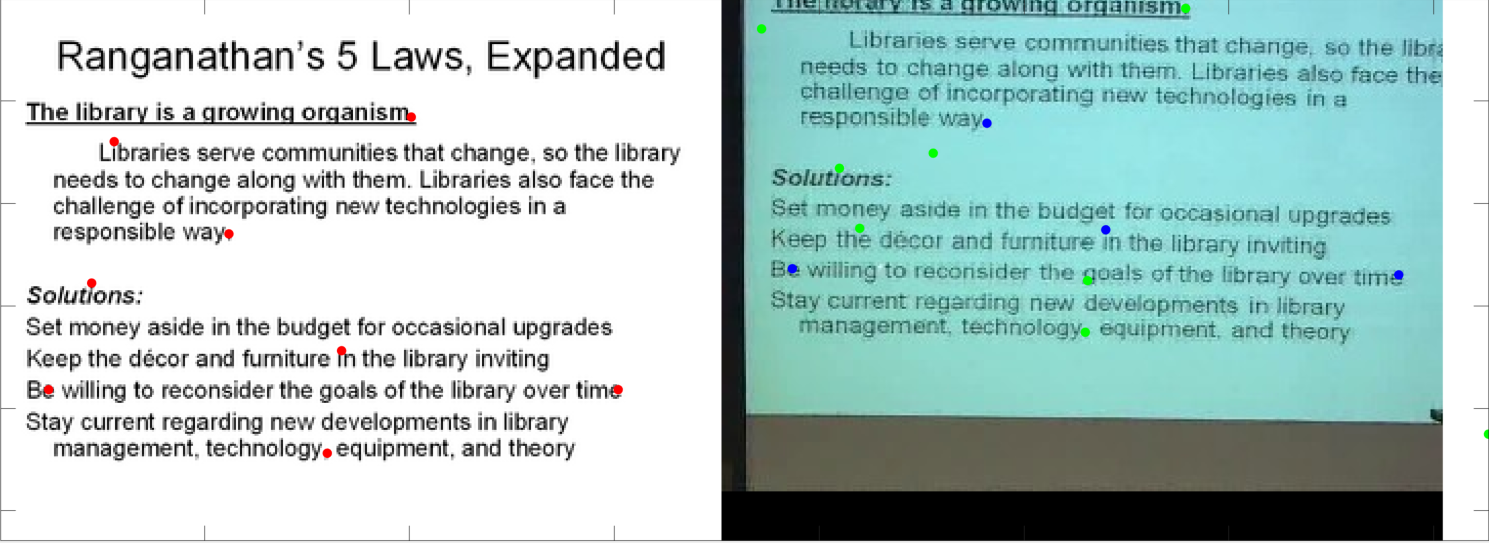 Ranganathan's 5 Laws, Expanded
The library is a growing organism.
Libraries serve communities that change, so the library
needs to change along with them. Libraries also face the
challenge of incorporating new technologies in a
responsible way.
Solutions:
Set money aside in the budget for occasional upgrades
Keep the décor and furniture in the library inviting
Be willing to reconsider the goals of the library over time
Stay current regarding new developments in library
management, technology, equipment, and theory
The library is a growing organism.
Libraries serve communities that change, so the libra
needs to change along with them. Libraries also face the
challenge of incorporating new technologies in a
responsible way.
Solutions:
Set money aside in the budget for occasional upgrades
Keep the décor and furniture in the library inviting
Be willing to reconsider the goals of the library over time
Stay current regarding new developments in library
management, technology, equipment, and theory